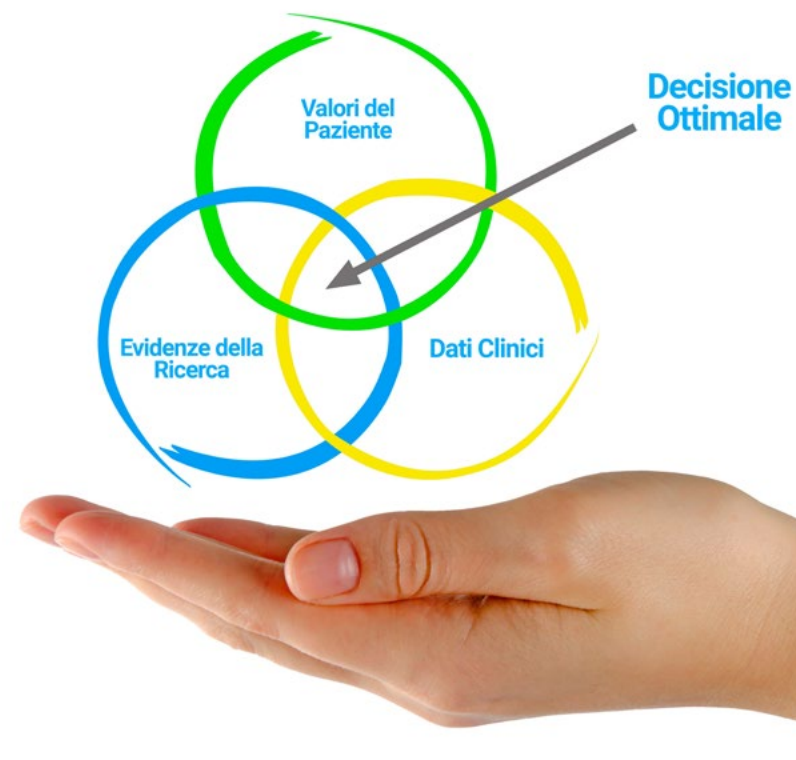 Valori del
Paziente
Decisione
Ottimale
Evidenze della
Ricerca
Dati Clinici